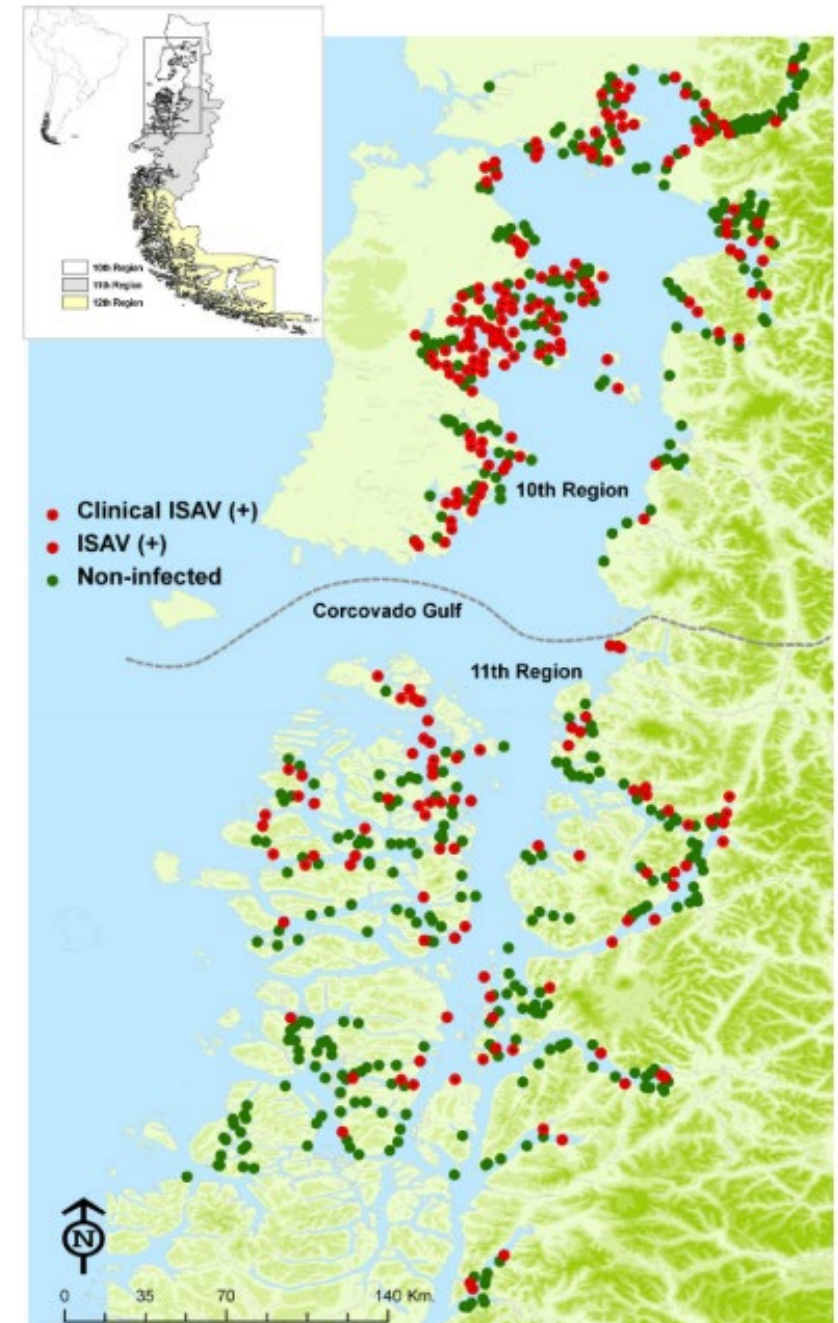 10th Region
11th Region
12th Region
Clinical ISAV (+)
ISAV (+)
Non-infected
10th Region
Corcovado Gulf
11th Region
N
0 35 70 140 Km.